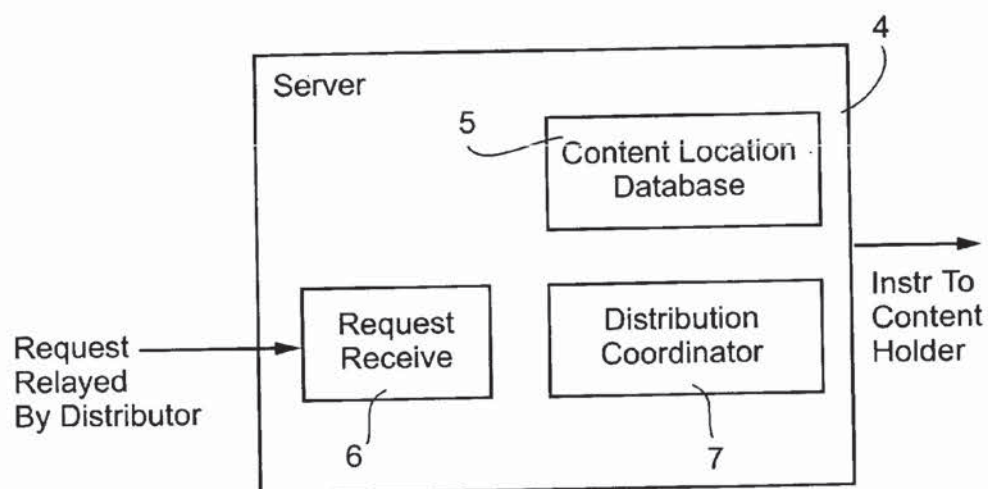 4
Server
5
Content Location
Database
Request
Receive
Distribution
Coordinator
Instr To
Content
Holder
Request
Relayed
By Distributor
6
7